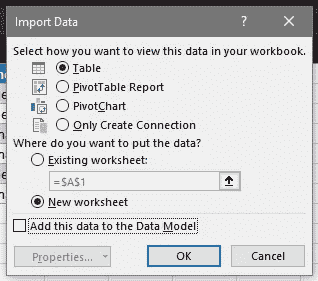 Import Data
?
×
Select how you want to view this data in your workbook.
Table
PivotTable Report
PivotChart
Only Create Connection
Where do you want to put the data?
Existing worksheet:
=$A$1
New worksheet
Add this data to the Data Model
Properties...
OK
Cancel